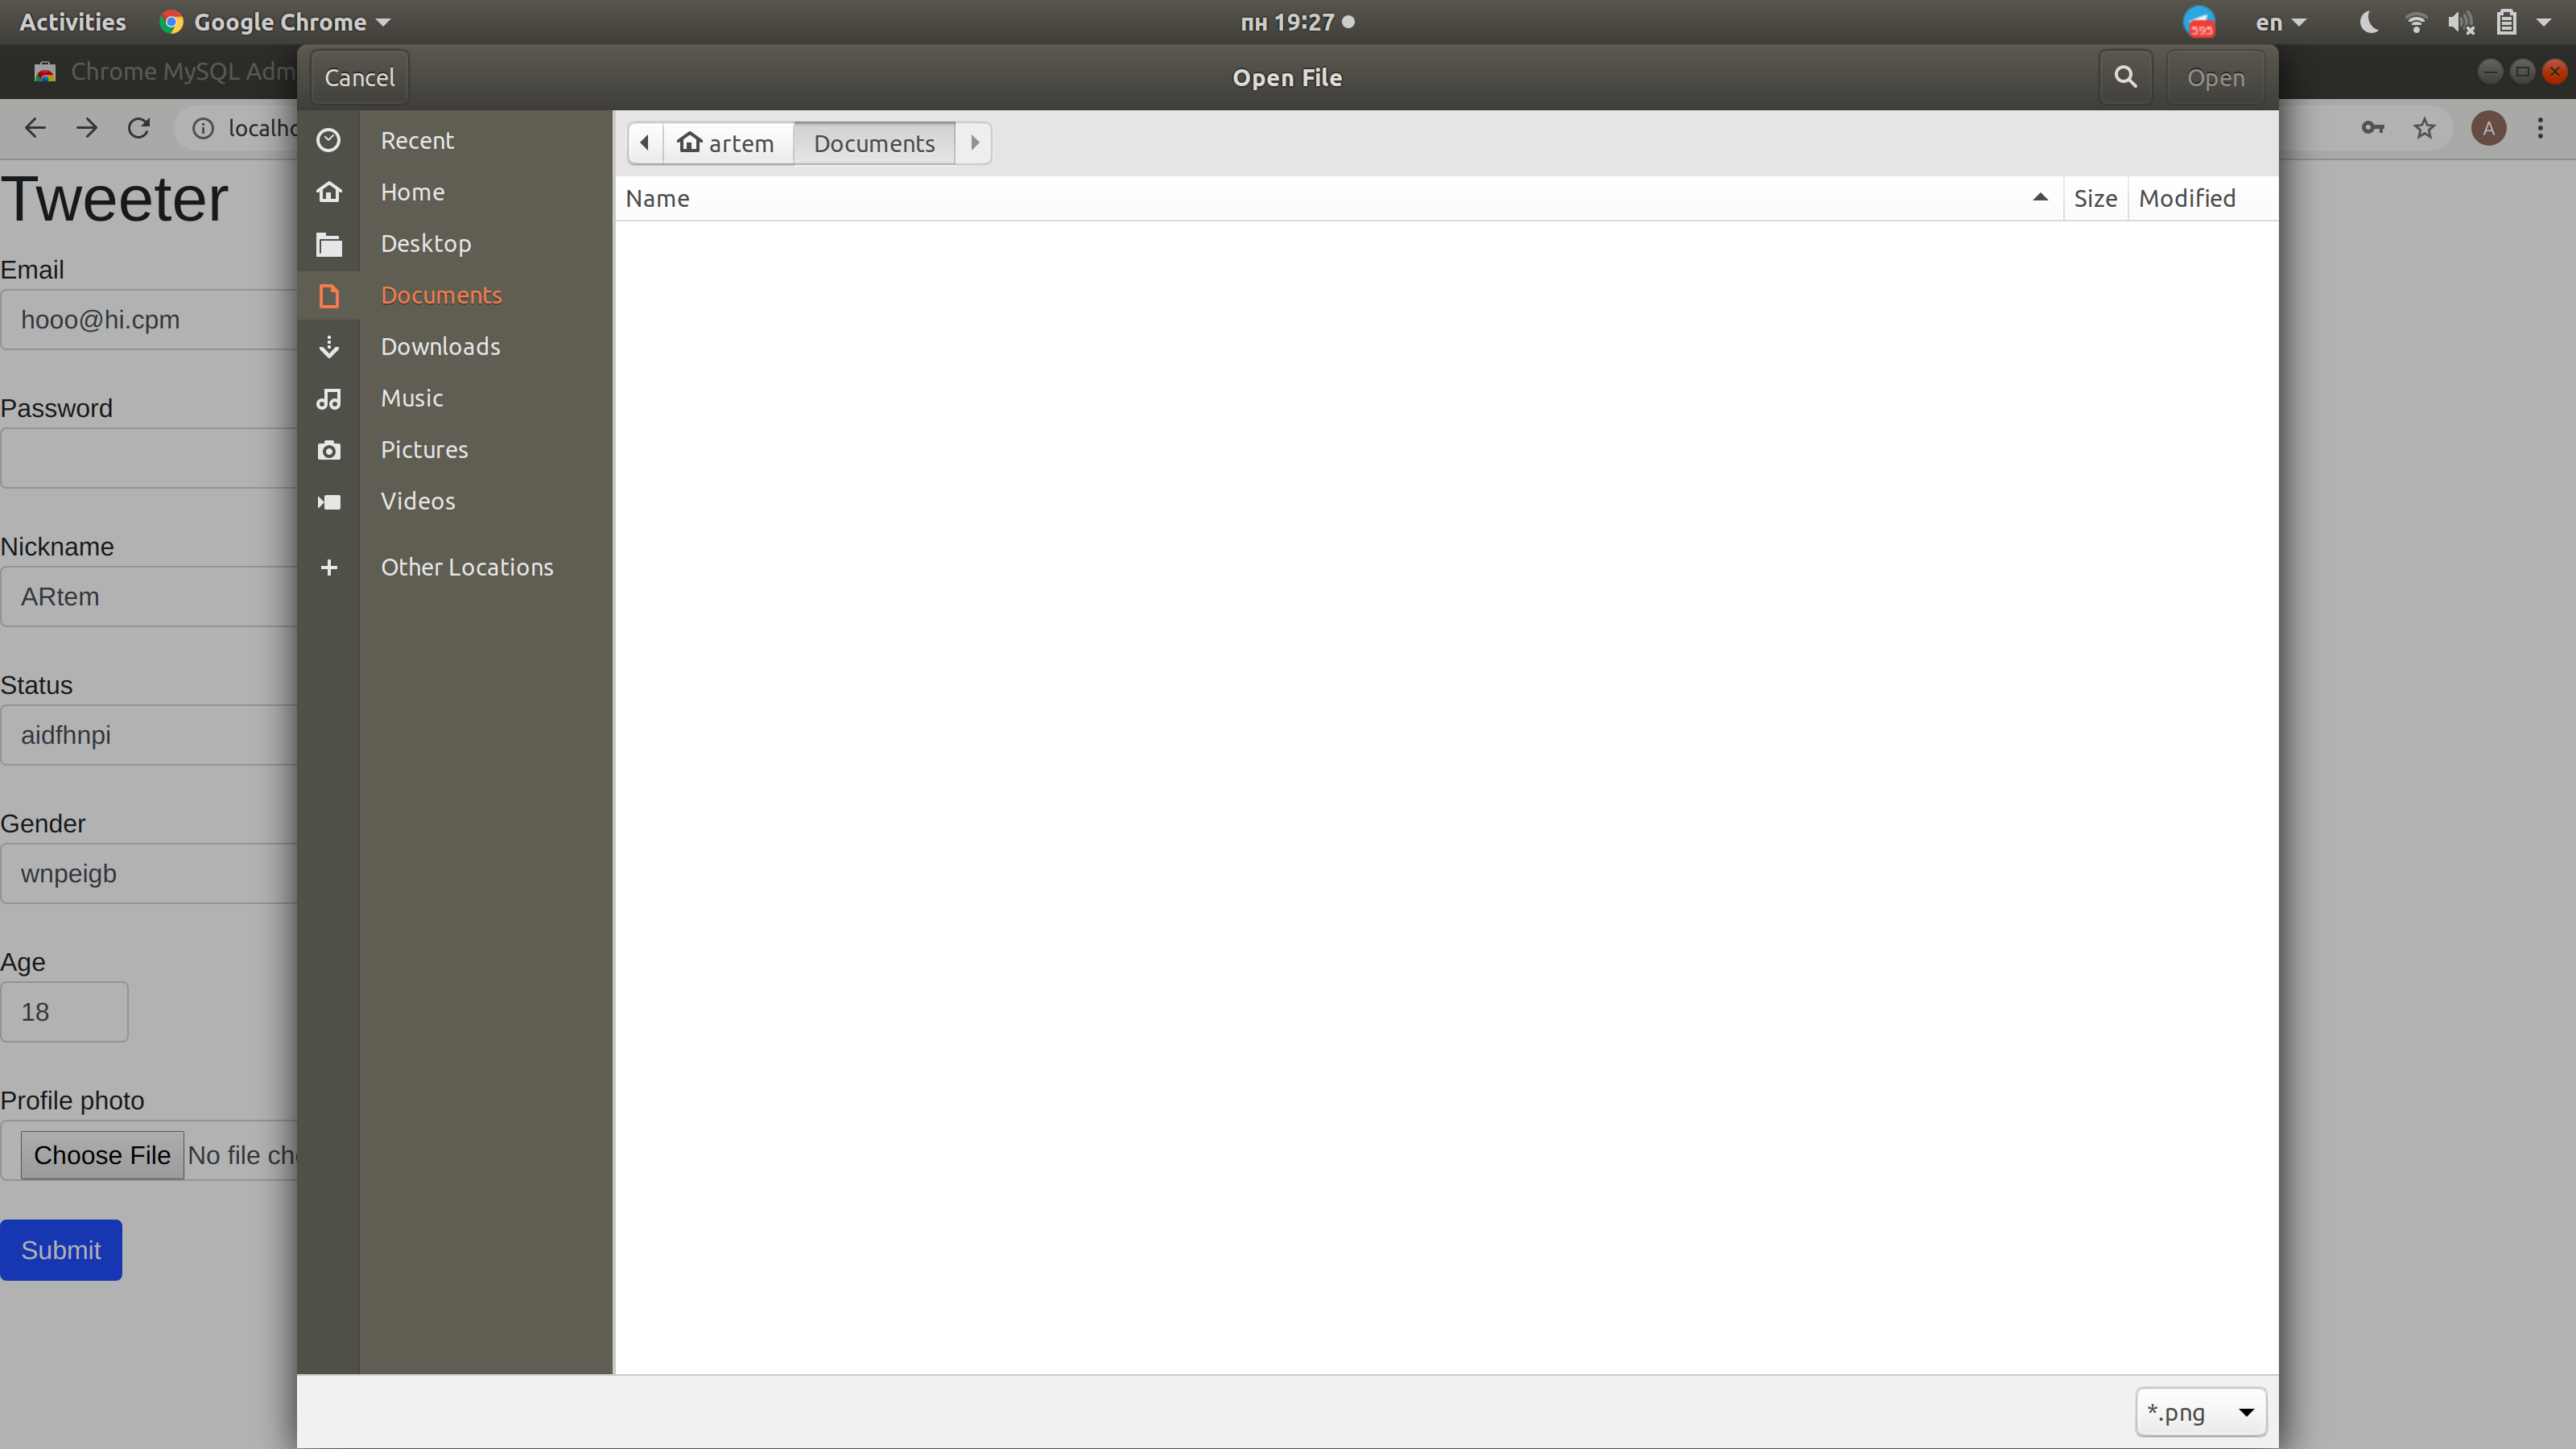 Activities Google Chrome пн 19:27 595 en
Chrome MySQL Adm
Cancel Open File Open
localho A
Recent
Home
Desktop
Documents
Downloads
Music
Pictures
Videos
Other Locations
artem Documents
Name Size Modified
Tweeter
Email
hooo@hi.cpm
Password
Nickname
ARtem
Status
aidfhnpi
Gender
wnpeigb
Age
18
Profile photo
Choose File No file ch
Submit
*.png